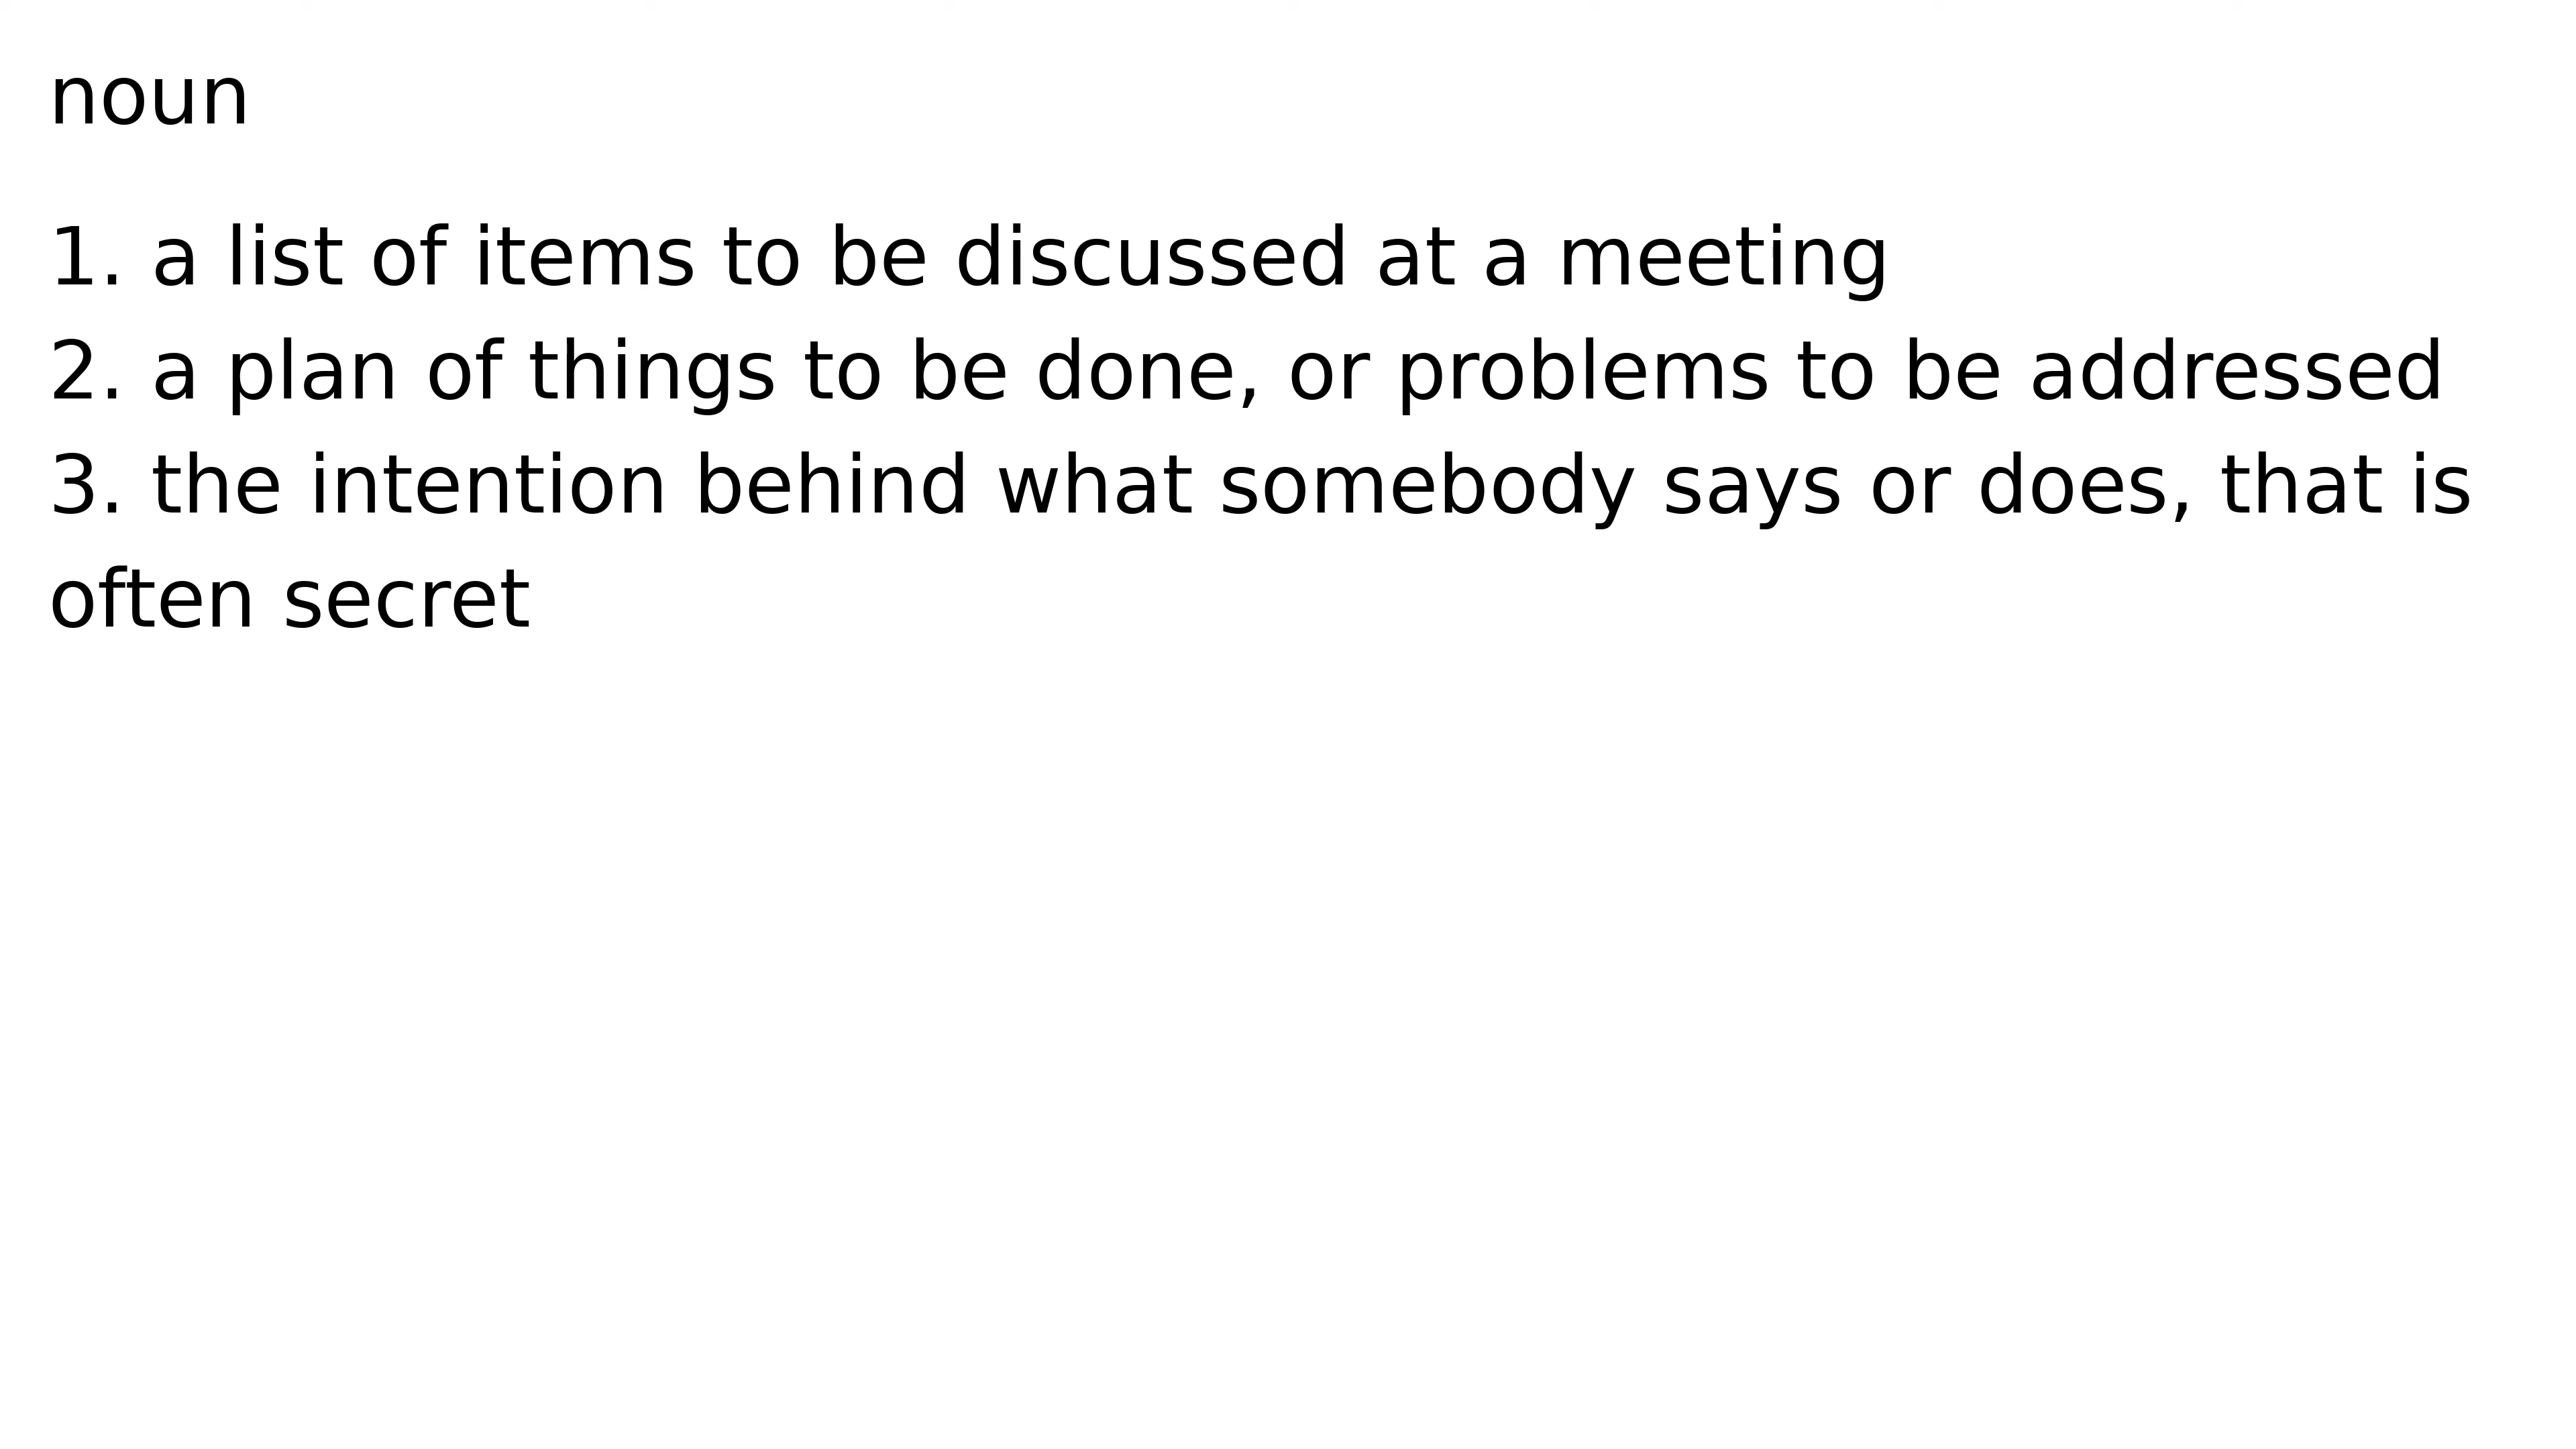 noun
1. a list of items to be discussed at a meeting
2. a plan of things to be done, or problems to be addressed
3. the intention behind what somebody says or does, that is
often secret